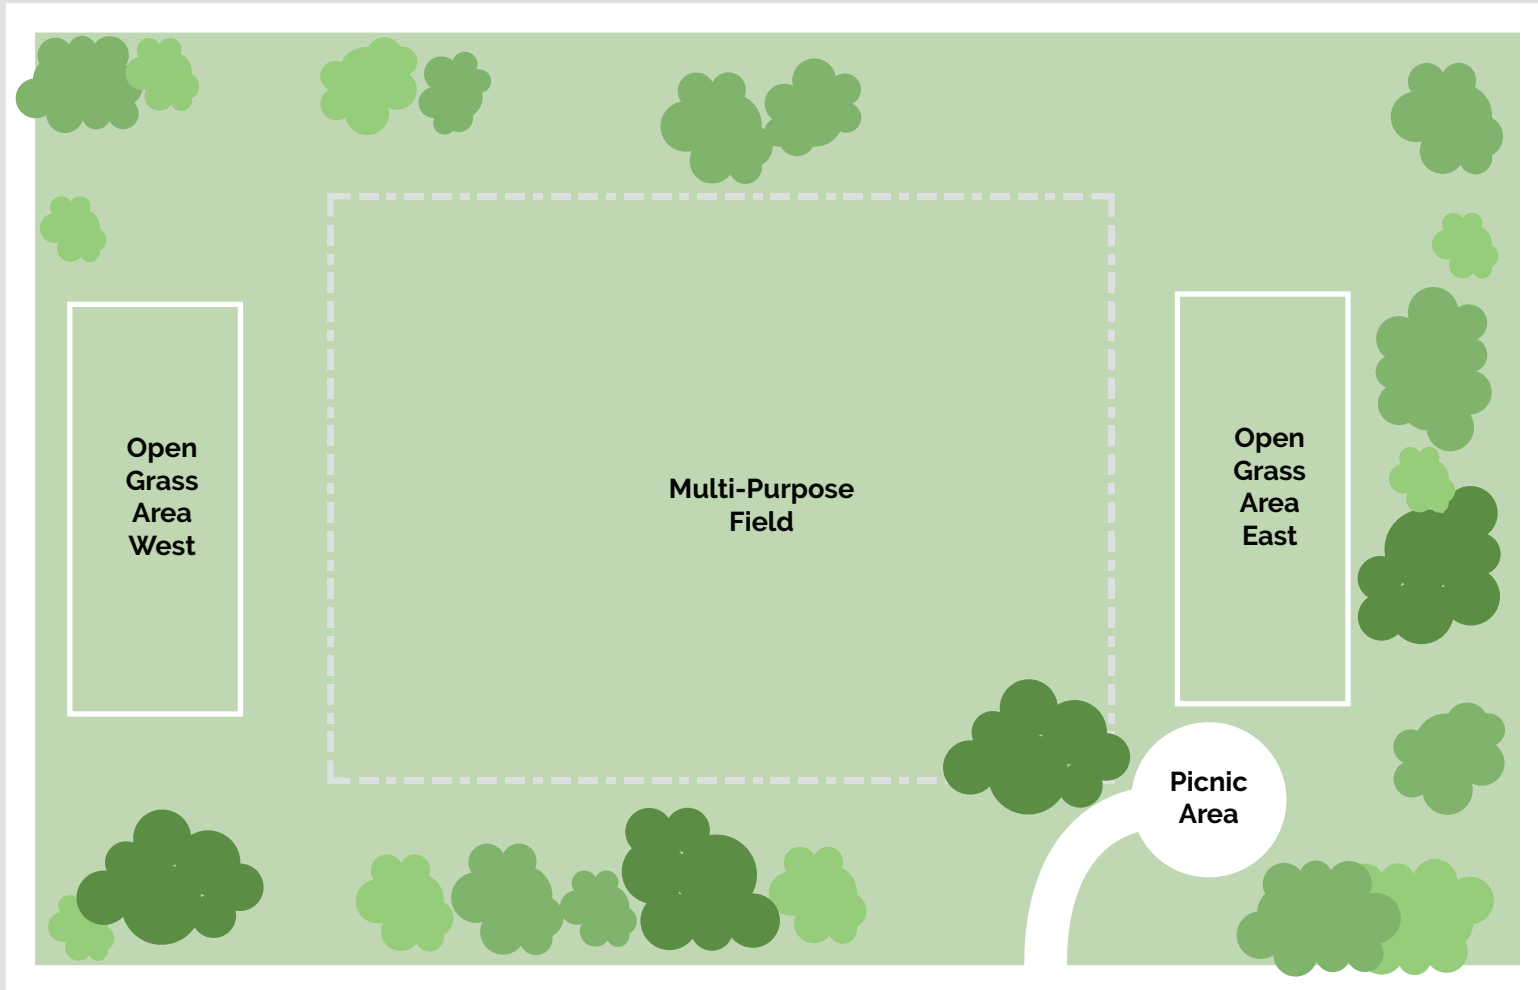 Open
Grass
Area
West
Multi-Purpose
Field
Open
Grass
Area
East
Picnic
Area